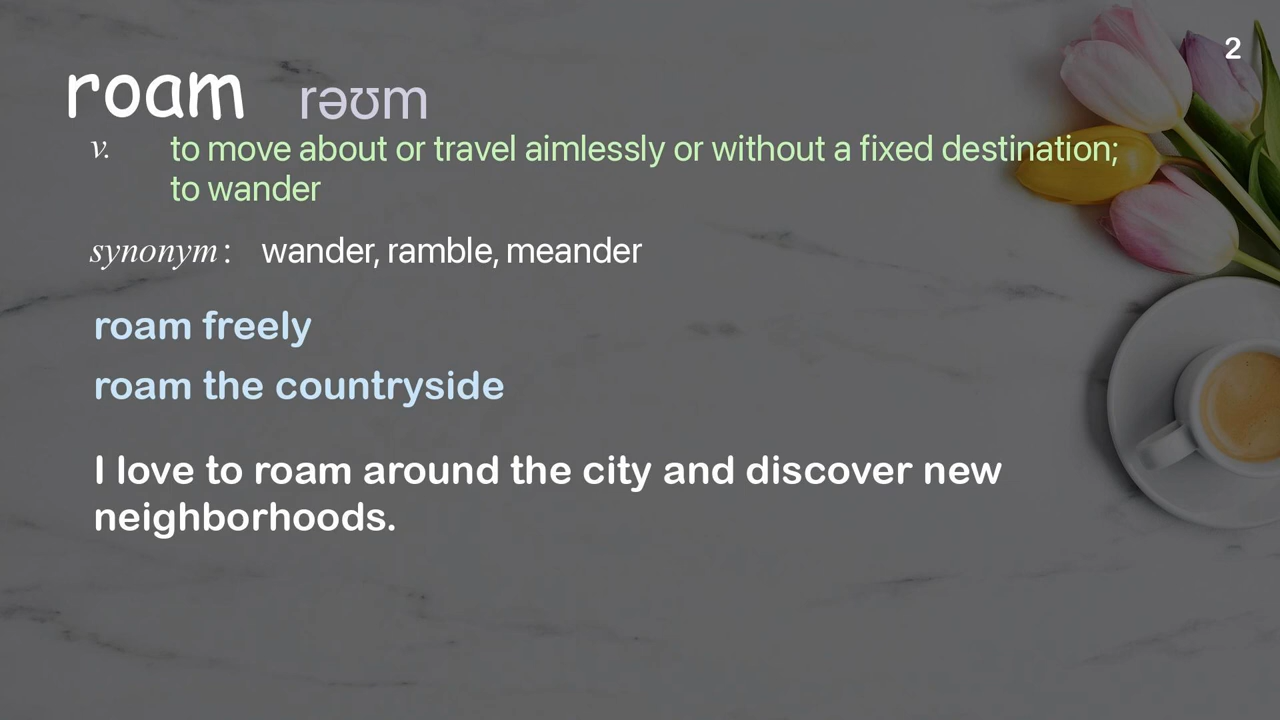 2
roam rəʊm
v. to move about or travel aimlessly or without a fixed destination;
to wander
synonym : wander, ramble, meander
roam freely
roam the countryside
I love to roam around the city and discover new
neighborhoods.